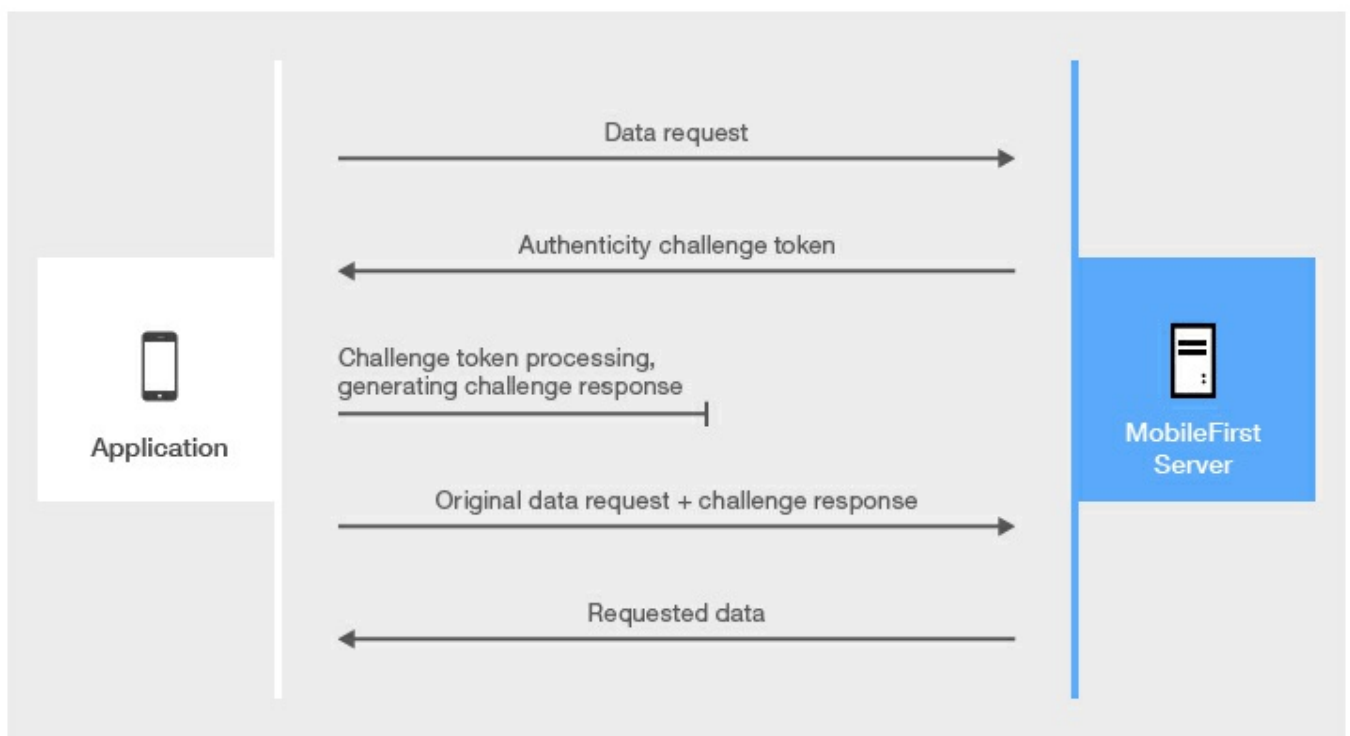 Data request
Authenticity challenge token
Challenge token processing,
generating challenge response
Application
MobileFirst
Server
Original data request + challenge response
Requested data